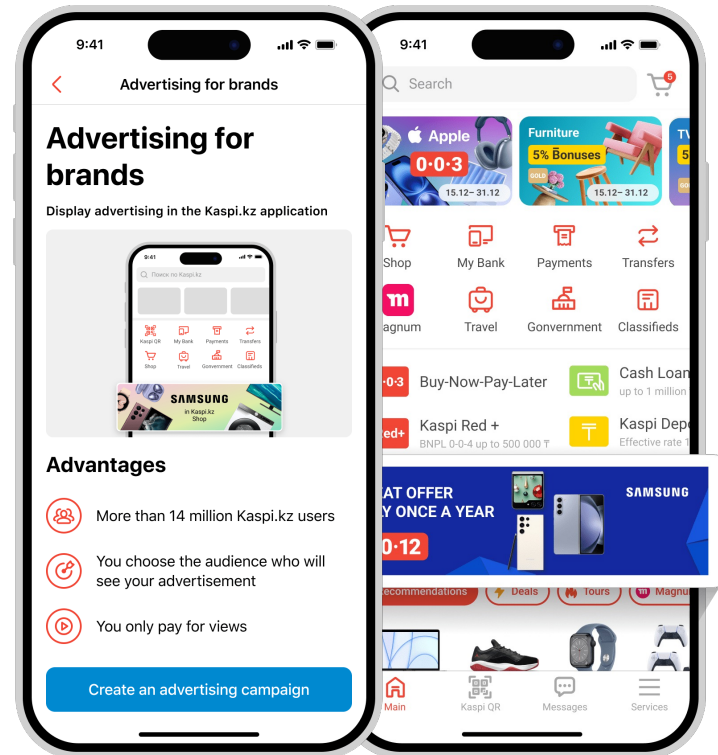 9:41
Advertising for brands
Advertising for
brands
Display advertising in the Kaspi.kz application
9:41
Поиск по Kaspi.kz
Kaspi QR
My Bank
Payments
Transfers
Shop
Travel
Gonvernment
Classifieds
SAMSUNG
in Kaspi.kz
Shop
Advantages
More than 14 million Kaspi.kz users
You choose the audience who will
see your advertisement
You only pay for views
Create an advertising campaign
9:41
Search
5
Apple
0·0·3
15.12– 31.12
Furniture
5% Bonuses
GOLD
15.12– 31.12
5
Shop
My Bank
Payments
Transfers
m
agnum
Travel
Gonvernment
Classifieds
·0·3
Buy-Now-Pay-Later
Cash Loan
up to 1 million
ed+
Kaspi Red +
BNPL 0-0-4 up to 500 000 ₸
₸
Kaspi Dep
Effective rate 1
AT OFFER
Y ONCE A YEAR
0·12
SAMSUNG
ecommendations
Deals
Tours
m
Magnu
Main
Kaspi QR
Messages
Services